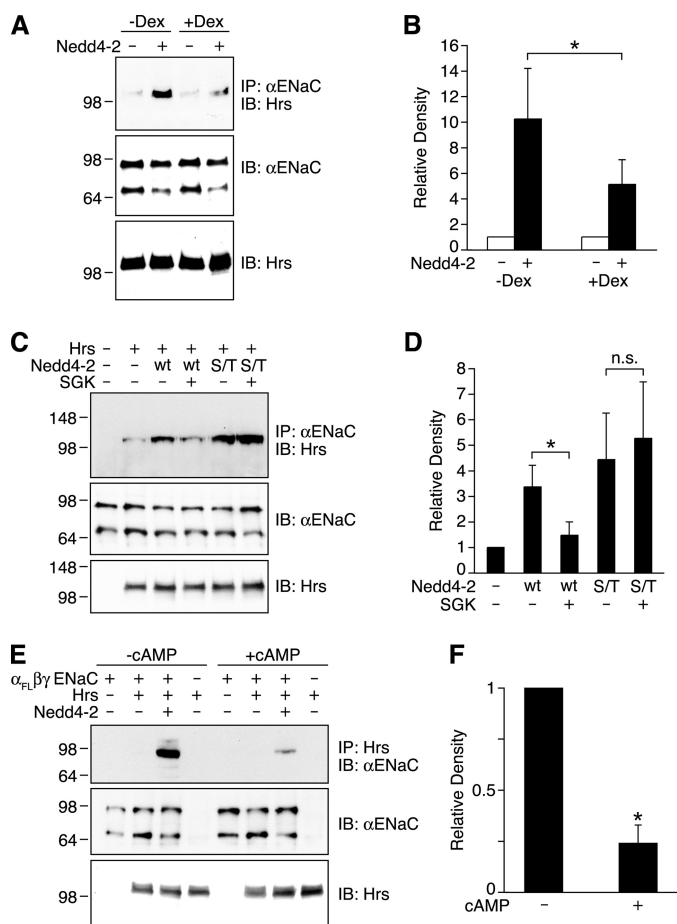 A
-Dex +Dex
Nedd4-2 – + – +
98
IP: αENaC
IB: Hrs
98
64
IB: αENaC
98
IB: Hrs
B
Relative Density
16
14
12
10
8
6
4
2
0
*
Nedd4-2 – + – +
-Dex +Dex
C
Hrs – + + + + +
Nedd4-2 – – wt wt S/T S/T
SGK – – – + – +
148
98
IP: αENaC
IB: Hrs
98
64
IB: αENaC
148
98
IB: Hrs
D
Relative Density
8
7
6
5
4
3
2
1
0
*
n.s.
Nedd4-2 – wt wt S/T S/T
SGK – – + – +
E
-cAMP +cAMP
αFLβγ ENaC + + + – + + + –
Hrs – + + + – + + +
Nedd4-2 – – + – – – + –
98
64
IP: Hrs
IB: αENaC
98
64
IB: αENaC
98
IB: Hrs
F
Relative Density
1
0.5
0
*
cAMP – +